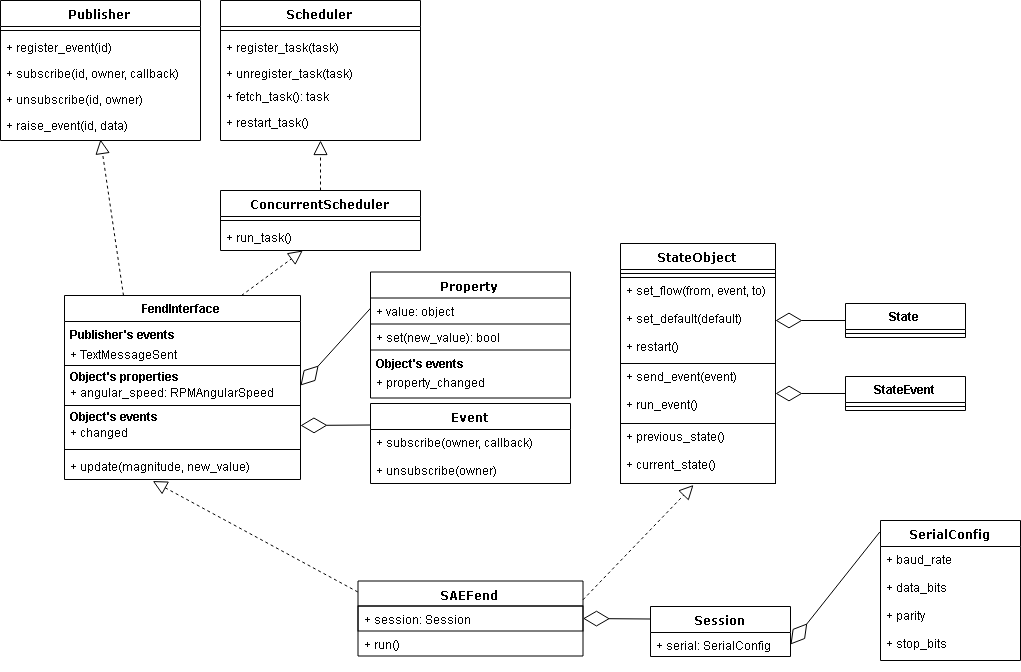 Publisher
+ register_event(id)
+ subscribe(id, owner, callback)
+ unsubscribe(id, owner)
+ raise_event(id, data)
Scheduler
+ register_task(task)
+ unregister_task(task)
+ fetch_task(): task
+ restart_task()
ConcurrentScheduler
+ run_task()
FendInterface
Publisher's events
+ TextMessageSent
Object's properties
+ angular_speed: RPMAngularSpeed
Object's events
+ changed
+ update(magnitude, new_value)
Property
+ value: object
+ set(new_value): bool
Object's events
+ property_changed
Event
+ subscribe(owner, callback)
+ unsubscribe(owner)
StateObject
+ set_flow(from, event, to)
+ set_default(default)
+ restart()
+ send_event(event)
+ run_event()
+ previous_state()
+ current_state()
State
StateEvent
SAEFend
+ session: Session
+ run()
Session
+ serial: SerialConfig
SerialConfig
+ baud_rate
+ data_bits
+ parity
+ stop_bits